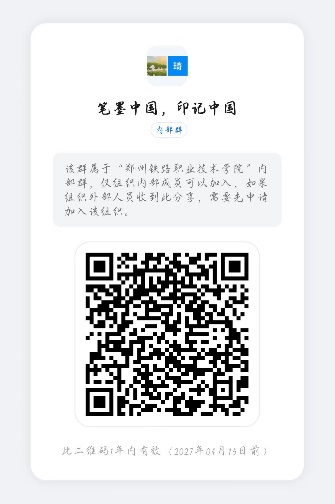 琦
笔墨中国，印记中国
内部群
该群属于“郑州铁路职业技术学院”内
部群，仅组织内部成员可以加入，如果
组织外部人员收到此分享，需要先申请
加入该组织。
此二维码1年内有效（2027年04月15日前）